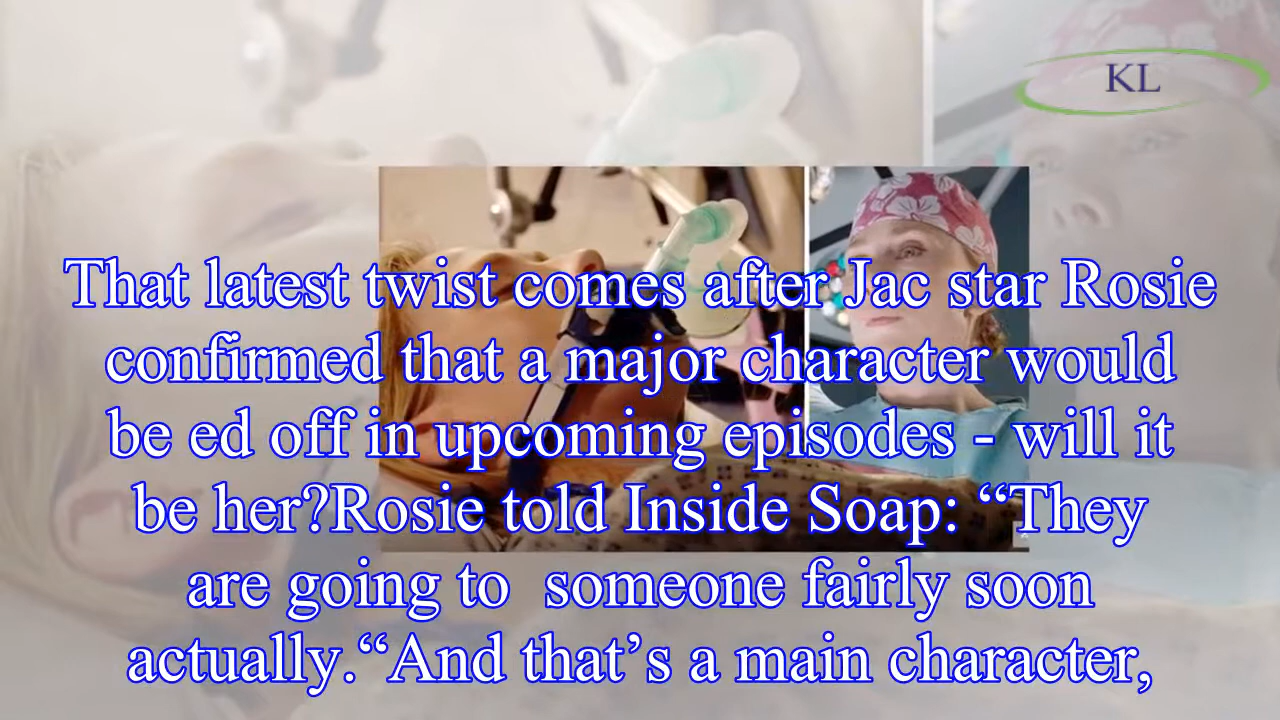 KL
That latest twist comes after Jac star Rosie
confirmed that a major character would
be ed off in upcoming episodes - will it
be her?Rosie told Inside Soap: “They
are going to  someone fairly soon
actually.“And that’s a main character,